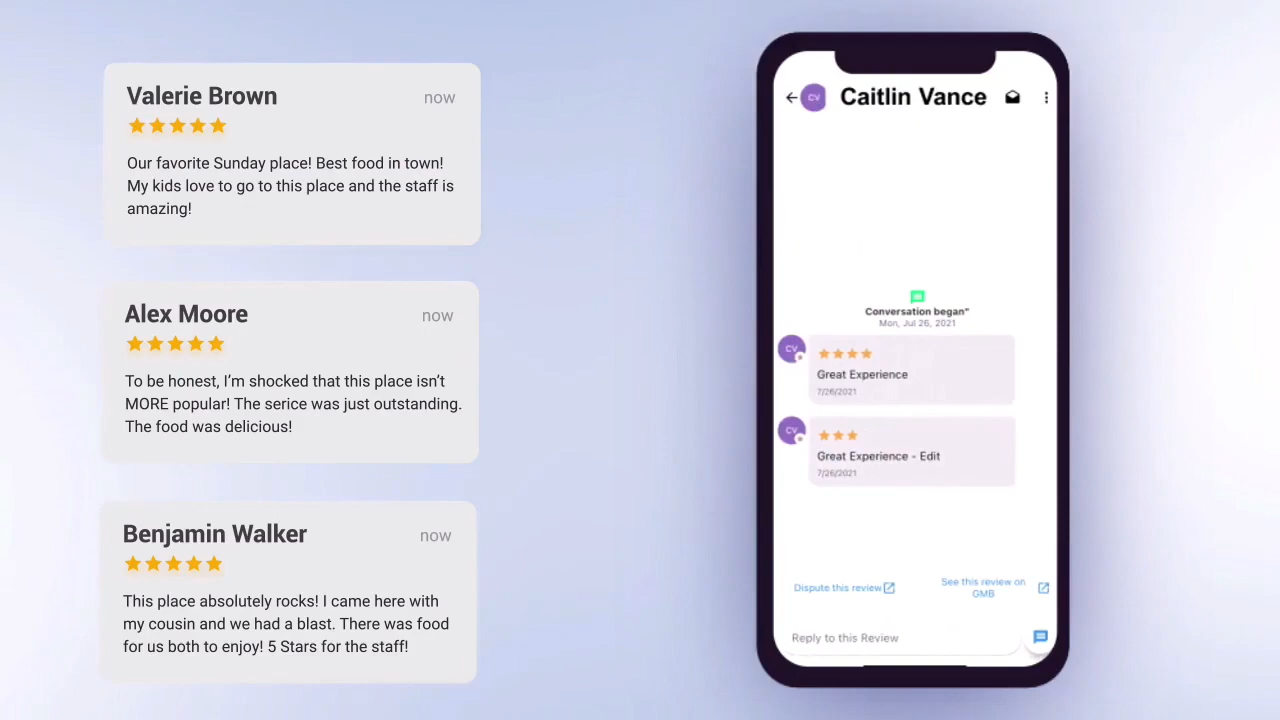 Valerie Brown
now
Our favorite Sunday place! Best food in town!
My kids love to go to this place and the staff is
amazing!
Alex Moore
now
To be honest, I'm shocked that this place isn't
MORE popular! The serice was just outstanding.
The food was delicious!
Benjamin Walker
now
This place absolutely rocks! I came here with
my cousin and we had a blast. There was food
for us both to enjoy! 5 Stars for the staff!
CV
Caitlin Vance
Conversation began"
Mon, Jul 26, 2021
CV
Great Experience
7/26/2021
CV
Great Experience - Edit
7/26/2021
Dispute this review
See this review on
GMB
Reply to this Review